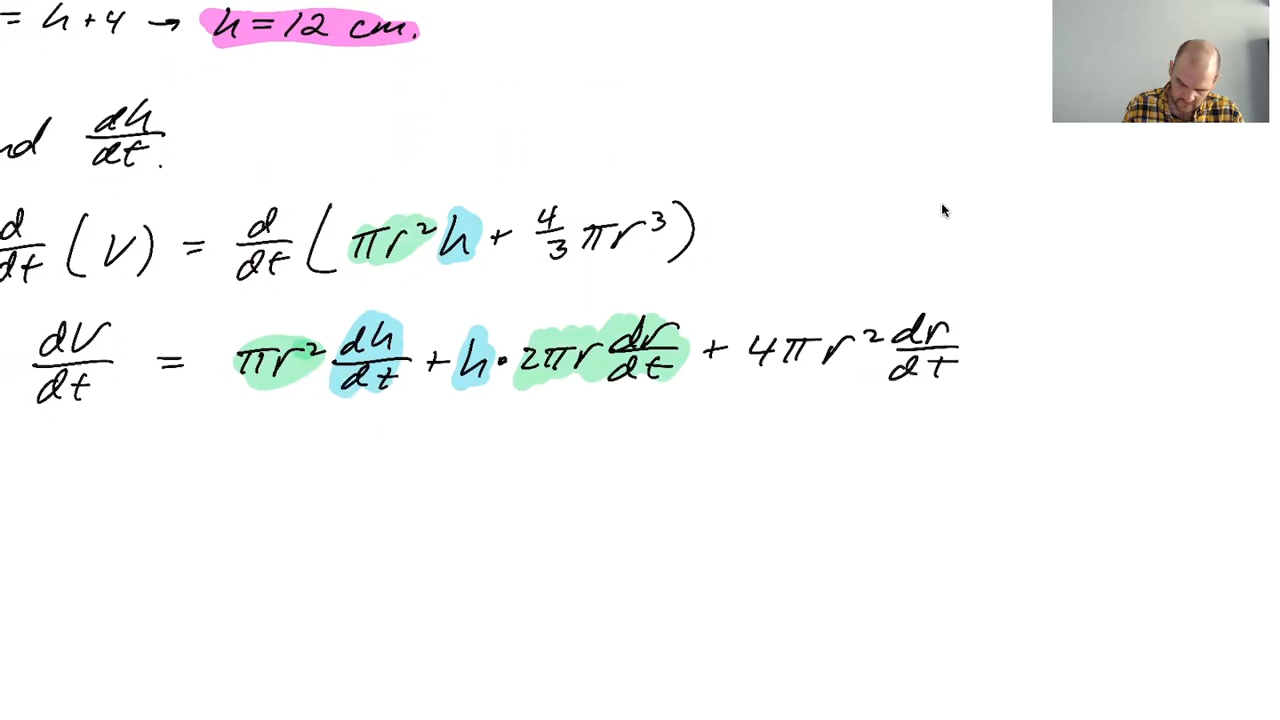 = h + 4 → h = 12 cm.
dh/dt.
d/dt (V) = d/dt (πr²h + 4/3 πr³)
dV/dt = πr² dh/dt + h · 2πr dr/dt + 4πr² dr/dt